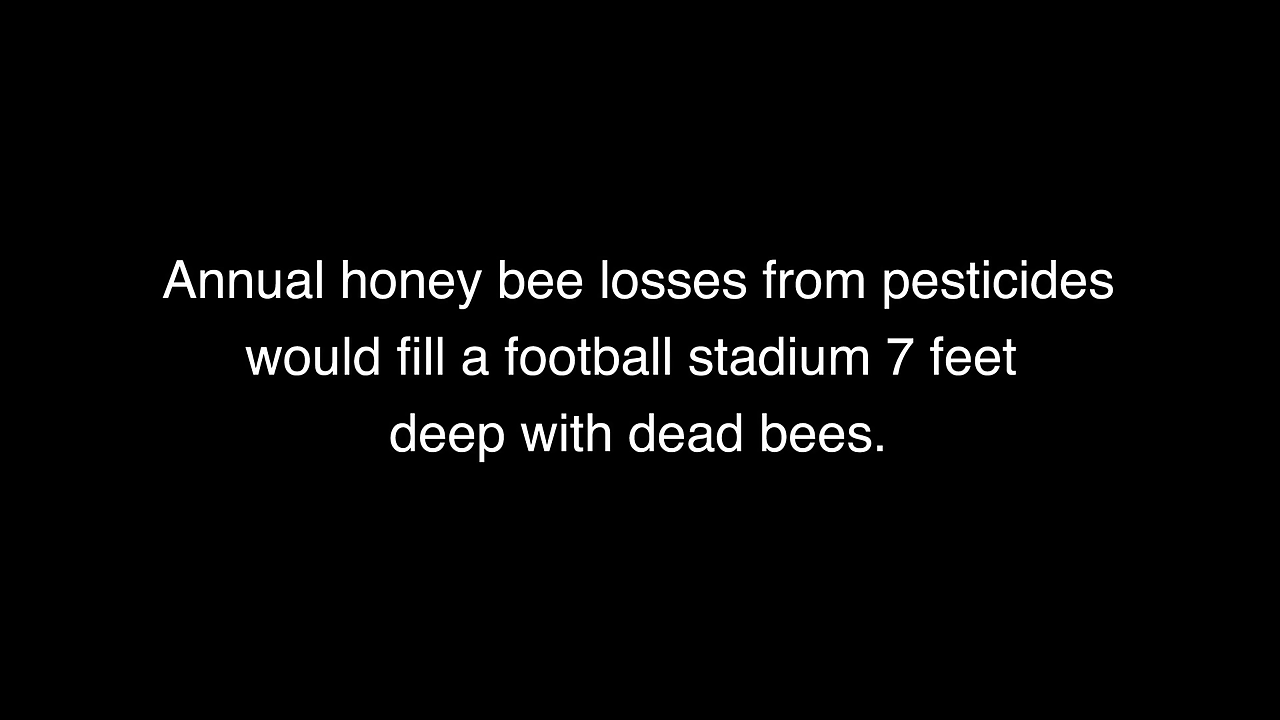 Annual honey bee losses from pesticides
would fill a football stadium 7 feet
deep with dead bees.